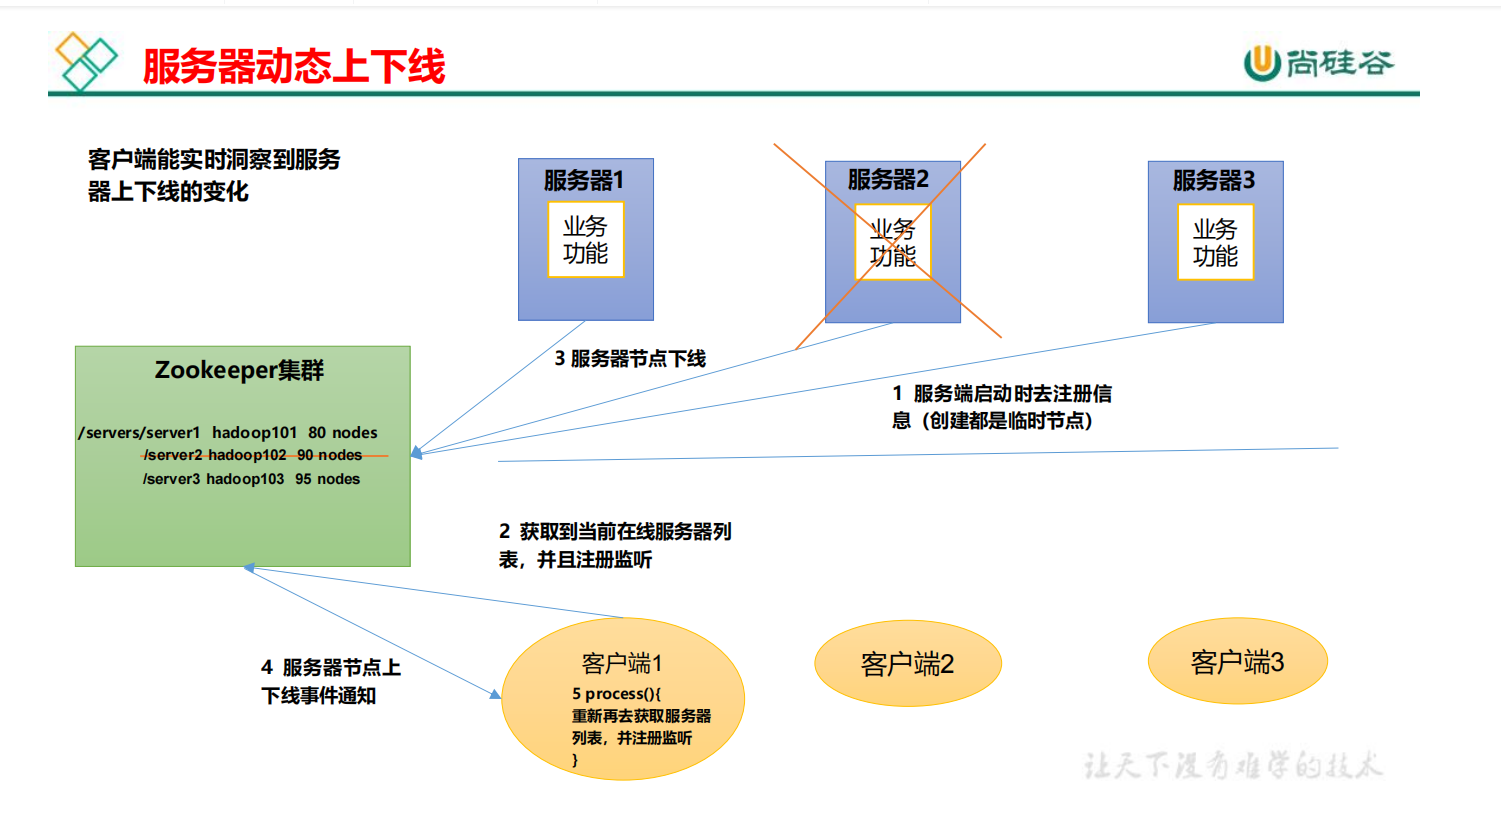 服务器动态上下线
尚硅谷
客户端能实时洞察到服务
器上下线的变化
服务器1
业务
功能
服务器2
业务
功能
服务器3
业务
功能
3 服务器节点下线
1 服务端启动时去注册信
息（创建都是临时节点）
Zookeeper集群
/servers/server1 hadoop101 80 nodes
/server2 hadoop102 90 nodes
/server3 hadoop103 95 nodes
2 获取到当前在线服务器列
表，并且注册监听
4 服务器节点上
下线事件通知
客户端1
5 process(){
重新再去获取服务器
列表，并注册监听
}
客户端2
客户端3
让天下没有难学的技术